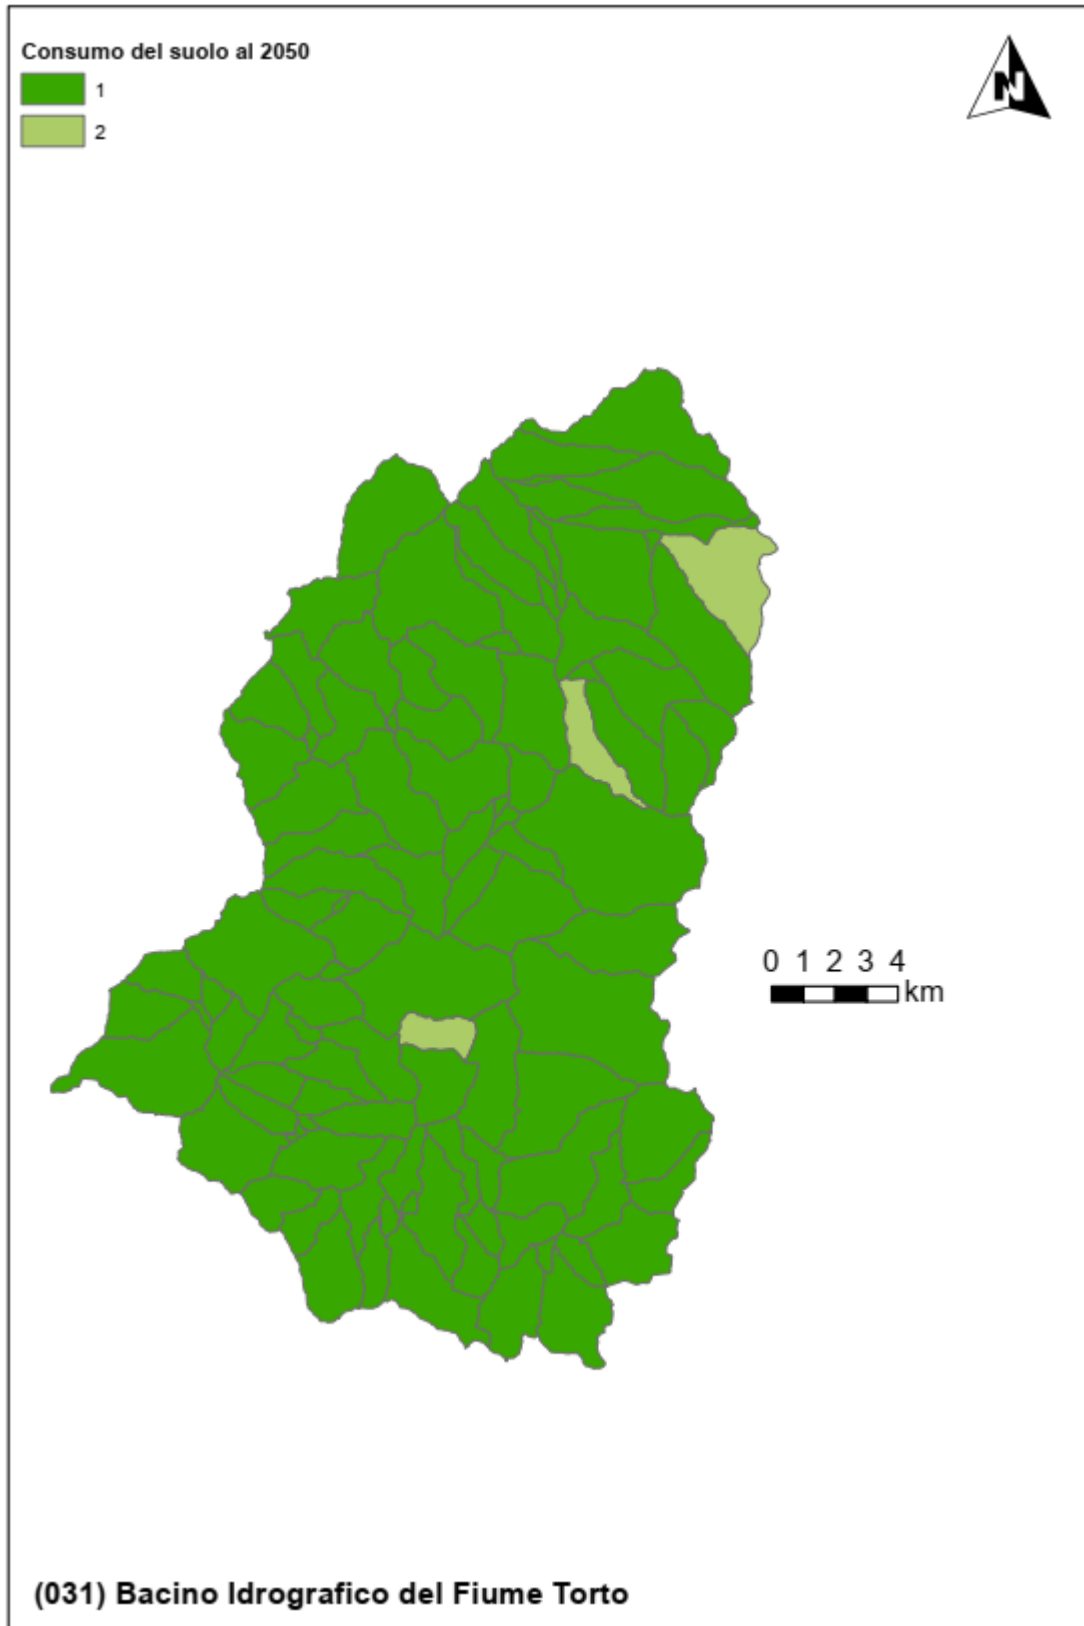 Consumo del suolo al 2050
1
2
N
0 1 2 3 4
km
(031) Bacino Idrografico del Fiume Torto